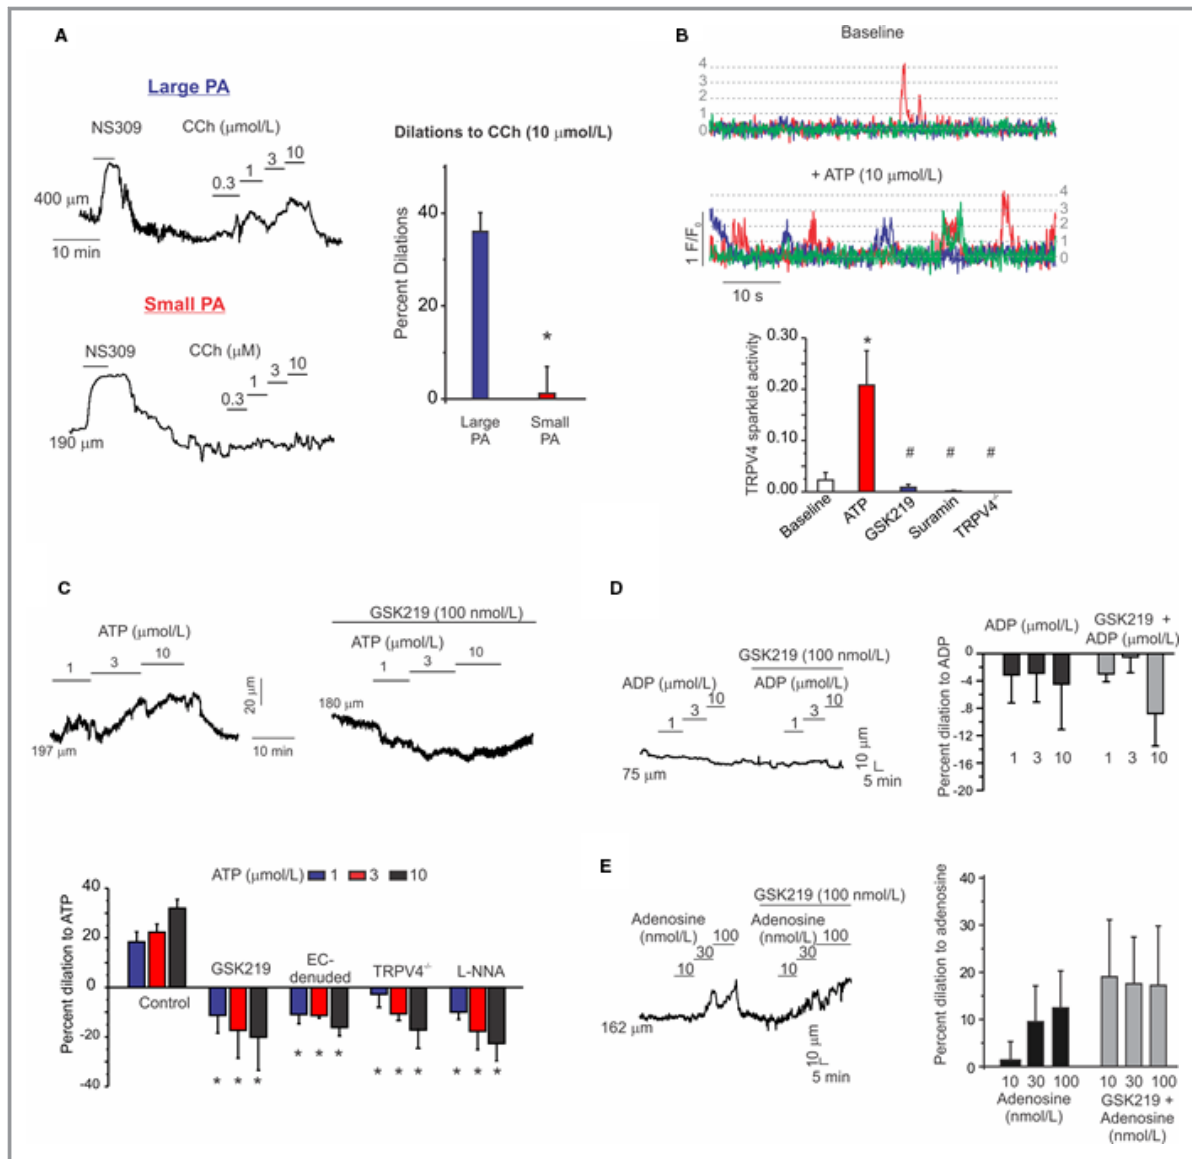 A
Large PA
NS309
CCh (μmol/L)
0.3
1
3
10
400 μm
10 min
Small PA
NS309
CCh (μM)
0.3
1
3
10
190 μm
Dilations to CCh (10 μmol/L)
Percent Dilations
40
20
0
*
Large PA
Small PA
B
Baseline
4
3
2
1
0
4
3
2
1
0
+ ATP (10 μmol/L)
1 F/F₀
4
3
2
1
0
10 s
TRPV4 sparklet activity
0.30
0.20
0.10
0.00
*
#
#
#
Baseline
ATP
GSK219
Suramin
TRPV4⁻/⁻
C
ATP (μmol/L)
1
3
10
197 μm
20 μm
10 min
GSK219 (100 nmol/L)
ATP (μmol/L)
1
3
10
180 μm
ATP (μmol/L) 1 3 10
Percent dilation to ATP
40
20
0
-20
-40
Control
GSK219
EC-
denuded
TRPV4⁻/⁻
L-NNA
* * *
* * *
* * *
* * *
D
GSK219 (100 nmol/L)
ADP (μmol/L)
1
3
10
ADP (μmol/L)
1
3
10
75 μm
10 μm
5 min
ADP (μmol/L)
GSK219 +
ADP (μmol/L)
Percent dilation to ADP
0
-4
-8
-12
-16
-20
1 3 10
1 3 10
E
GSK219 (100 nmol/L)
Adenosine
(nmol/L)
10
30
100
Adenosine
(nmol/L)
10
30
100
162 μm
10 μm
5 min
Percent dilation to adenosine
40
30
20
10
0
10 30 100
Adenosine
(nmol/L)
10 30 100
GSK219 +
Adenosine
(nmol/L)